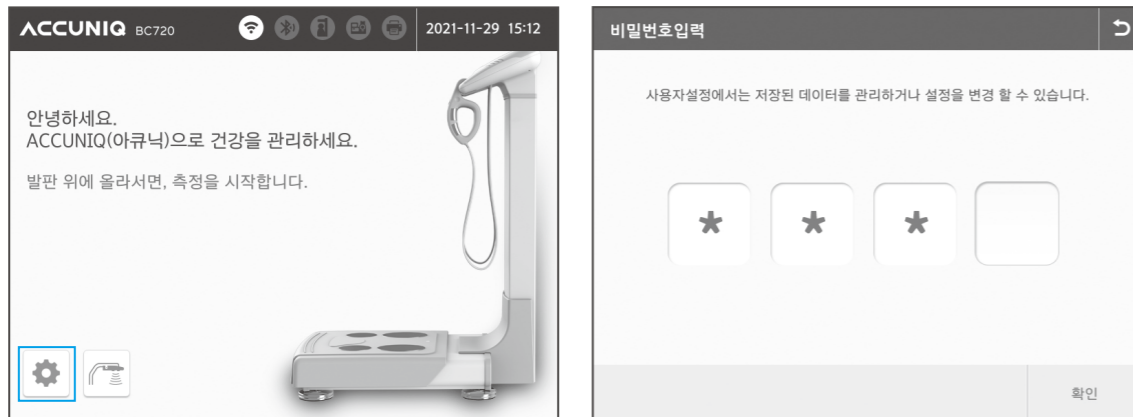 ACCUNIQ BC720
2021-11-29 15:12
안녕하세요.
ACCUNIQ(아큐닉)으로 건강을 관리하세요.
발판 위에 올라서면, 측정을 시작합니다.
비밀번호입력
사용자설정에서는 저장된 데이터를 관리하거나 설정을 변경 할 수 있습니다.
* * *
확인